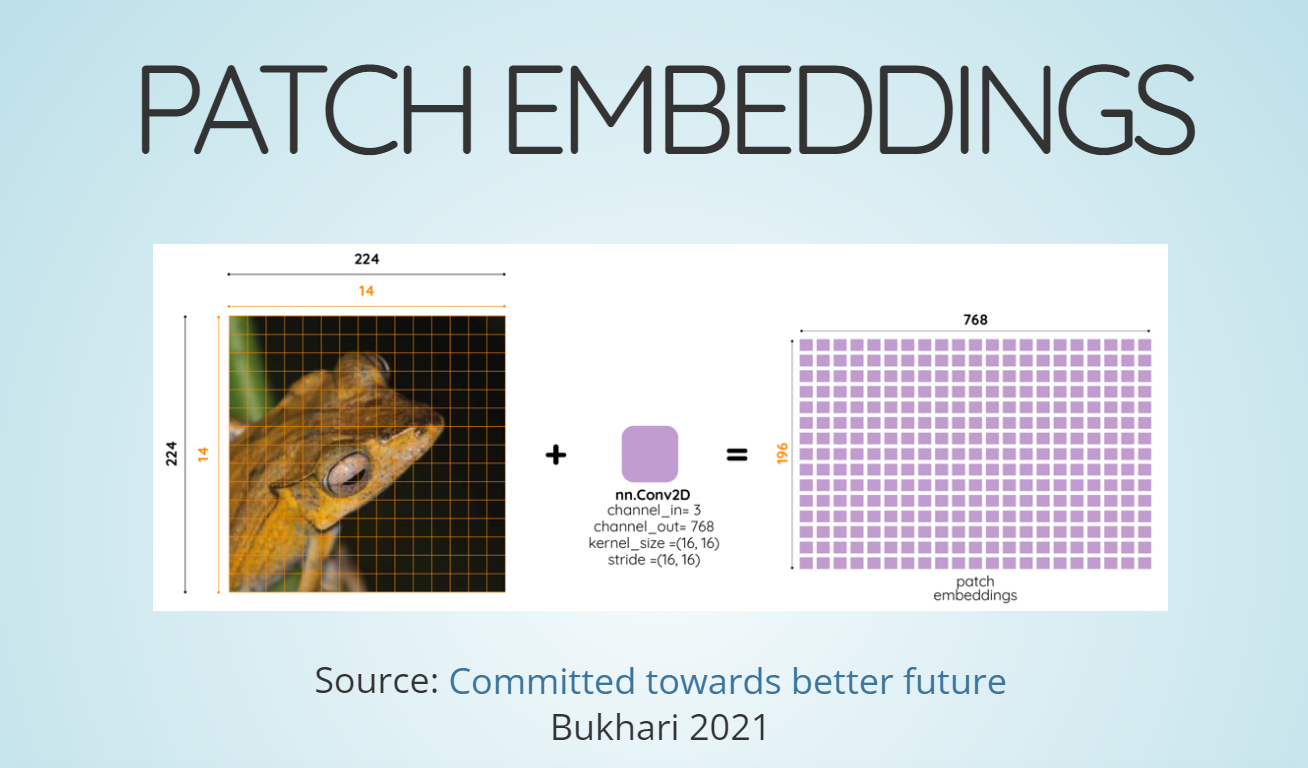 PATCH EMBEDDINGS
224
14
224
14
+
nn.Conv2D
channel_in= 3
channel_out= 768
kernel_size =(16, 16)
stride =(16, 16)
=
768
196
patch
embeddings
Source: Committed towards better future
Bukhari 2021